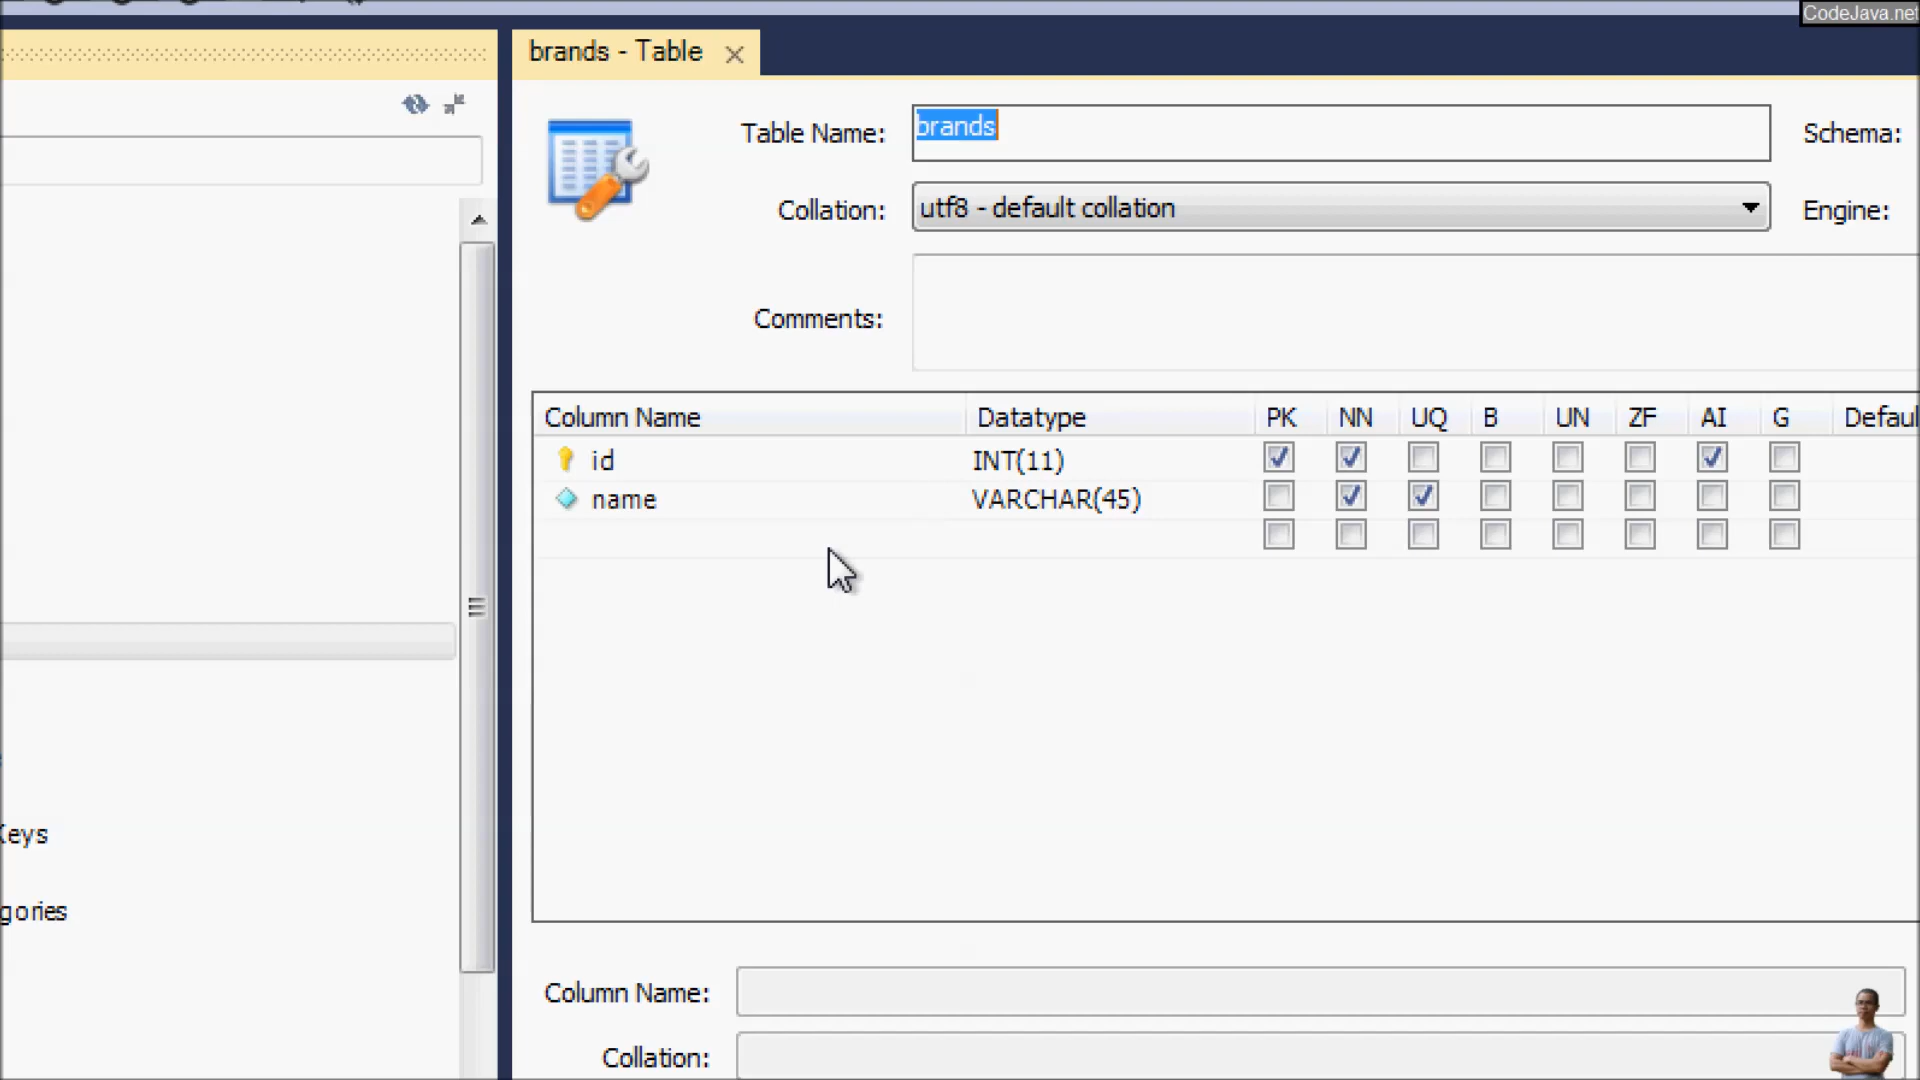 CodeJava.net
brands - Table
Table Name: brands Schema:
Collation: utf8 - default collation Engine:
Comments:
Column Name Datatype PK NN UQ B UN ZF AI G Defaul
id INT(11)
name VARCHAR(45)
Keys
gories
Column Name:
Collation: